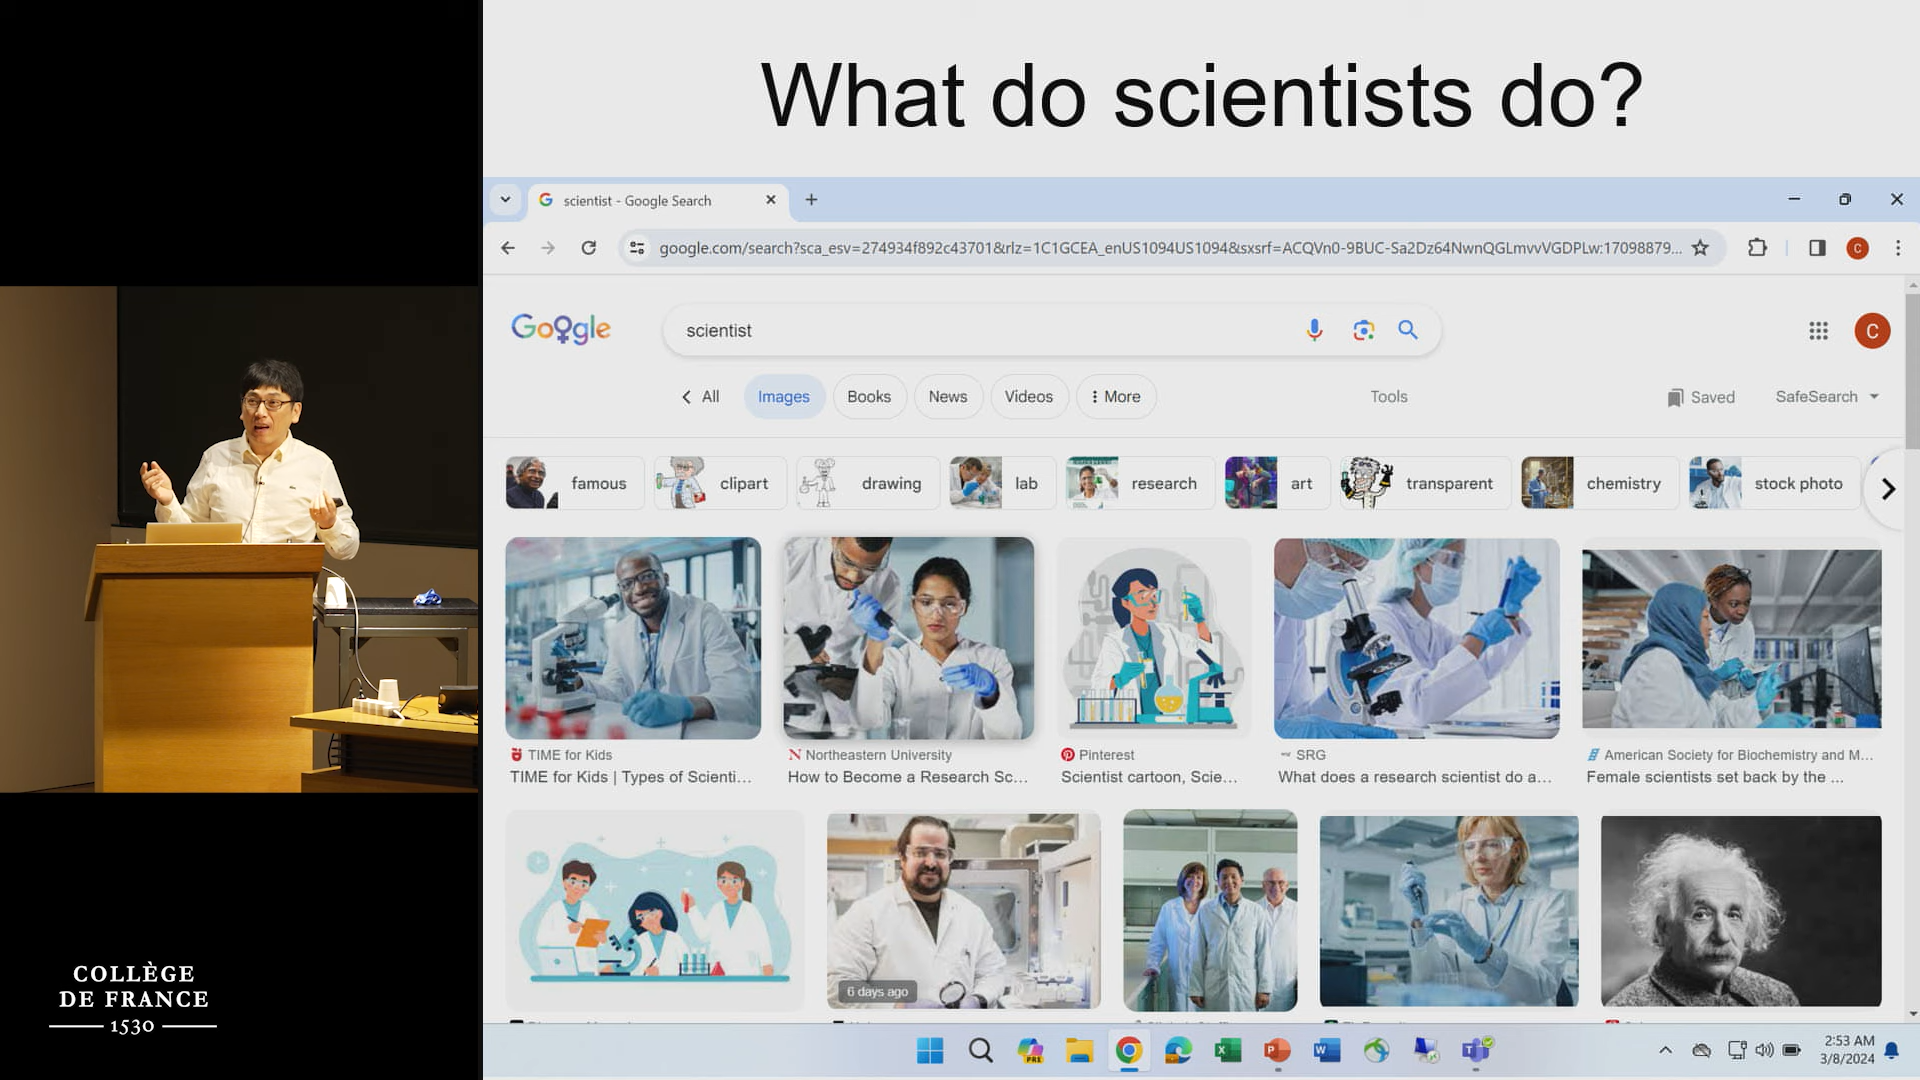 What do scientists do?
scientist - Google Search
google.com/search?sca_esv=274934f892c43701&rlz=1C1GCEA_enUS1094US1094&sxsrf=ACQVn0-9BUC-Sa2Dz64NwnQGLmvvVGDPLw:17098879...
C
Google
scientist
C
All
Images
Books
News
Videos
More
Tools
Saved
SafeSearch
famous
clipart
drawing
lab
research
art
transparent
chemistry
stock photo
TIME for Kids
TIME for Kids | Types of Scienti...
Northeastern University
How to Become a Research Sc...
Pinterest
Scientist cartoon, Scie...
SRG
What does a research scientist do a...
American Society for Biochemistry and M...
Female scientists set back by the ...
6 days ago
COLLÈGE
DE FRANCE
1530
2:53 AM
3/8/2024